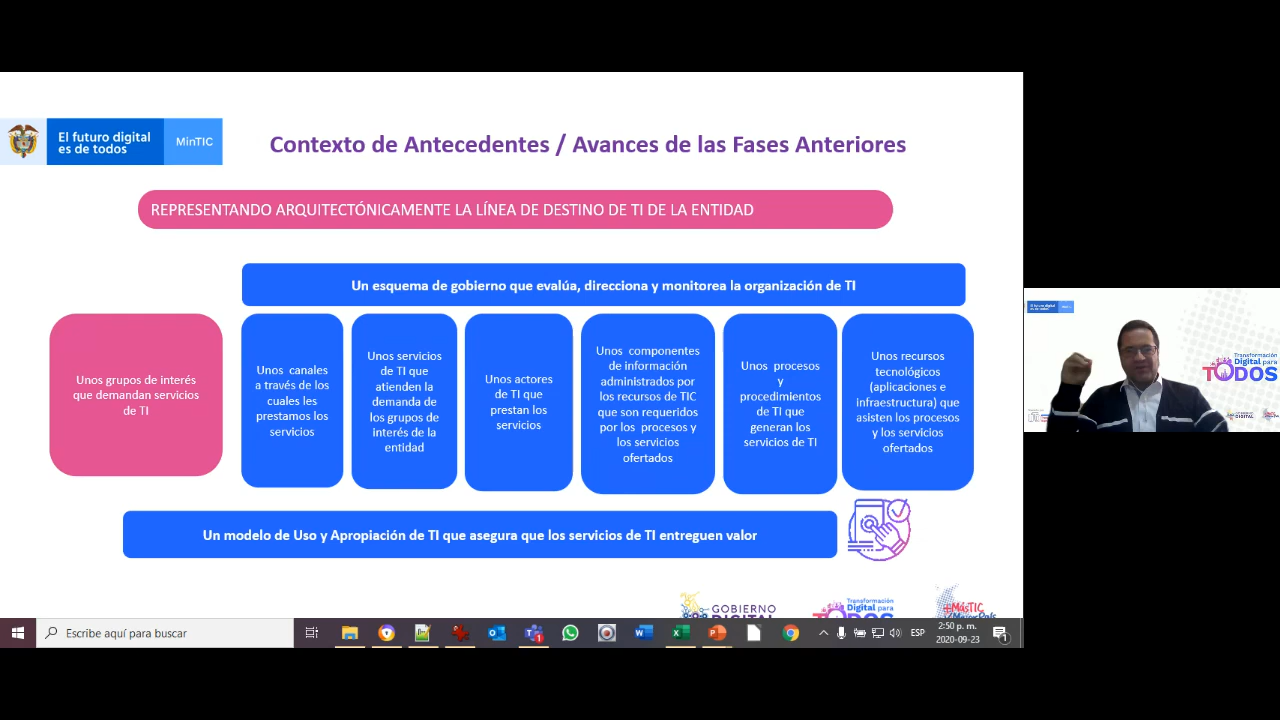 El futuro digital
es de todos
MinTIC
Contexto de Antecedentes / Avances de las Fases Anteriores
REPRESENTANDO ARQUITECTÓNICAMENTE LA LÍNEA DE DESTINO DE TI DE LA ENTIDAD
Un esquema de gobierno que evalúa, direcciona y monitorea la organización de TI
Unos grupos de interés
que demandan servicios
de TI
Unos canales
a través de los
cuales les
prestamos los
servicios
Unos servicios
de TI que
atienden la
demanda de
los grupos de
interés de la
entidad
Unos actores
de TI que
prestan los
servicios
Unos componentes
de información
administrados por
los recursos de TIC
que son requeridos
por los procesos y
los servicios
ofertados
Unos procesos
y
procedimientos
de TI que
generan los
servicios de TI
Unos recursos
tecnológicos
(aplicaciones e
infraestructura) que
asisten los procesos
y los servicios
ofertados
Un modelo de Uso y Apropiación de TI que asegura que los servicios de TI entreguen valor
GOBIERNO
DIGITAL
Transformación
Digital para
TODOS
+MásTIC
Escribe aquí para buscar
ESP
2:50 p. m.
2020-09-23
Transformación
Digital para
TODOS